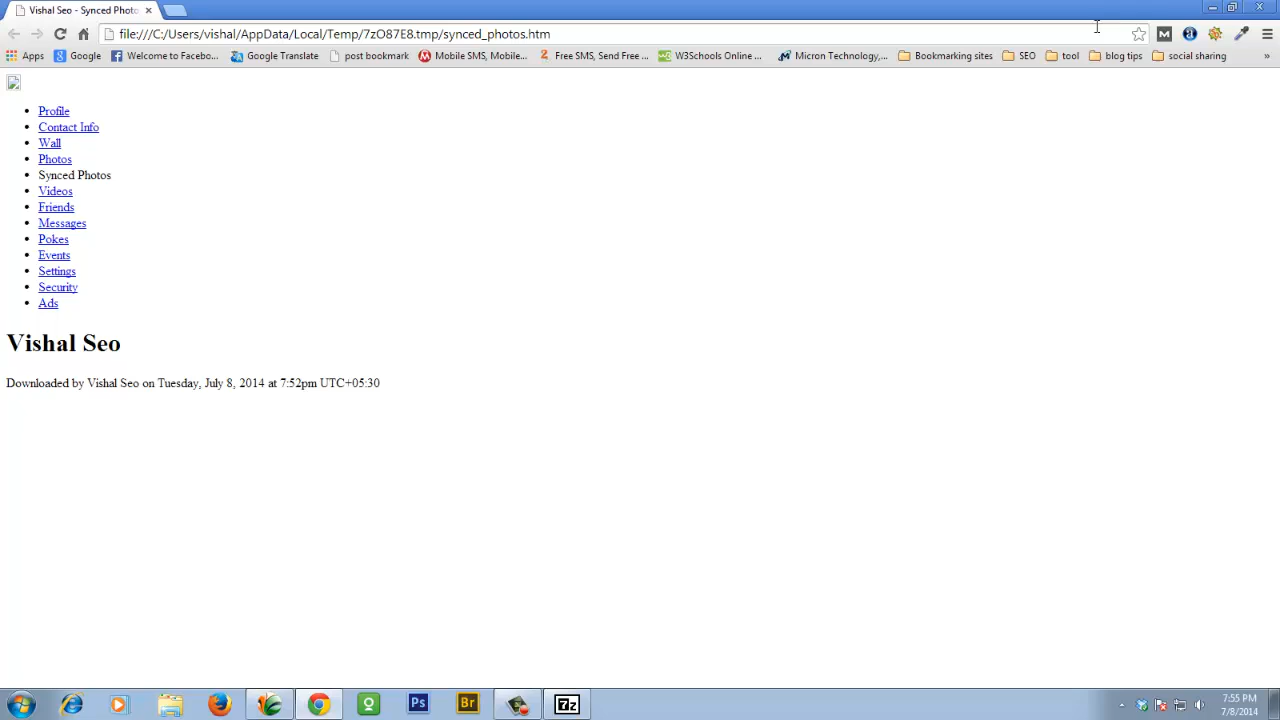 Vishal Seo - Synced Photo
file:///C:/Users/vishal/AppData/Local/Temp/7zO87E8.tmp/synced_photos.htm
Apps Google Welcome to Facebo... Google Translate post bookmark Mobile SMS, Mobile... Free SMS, Send Free ... W3Schools Online ... Micron Technology,... Bookmarking sites SEO tool blog tips social sharing »
Profile
Contact Info
Wall
Photos
Synced Photos
Videos
Friends
Messages
Pokes
Events
Settings
Security
Ads
Vishal Seo
Downloaded by Vishal Seo on Tuesday, July 8, 2014 at 7:52pm UTC+05:30
Ps Br 7z
7:55 PM
7/8/2014